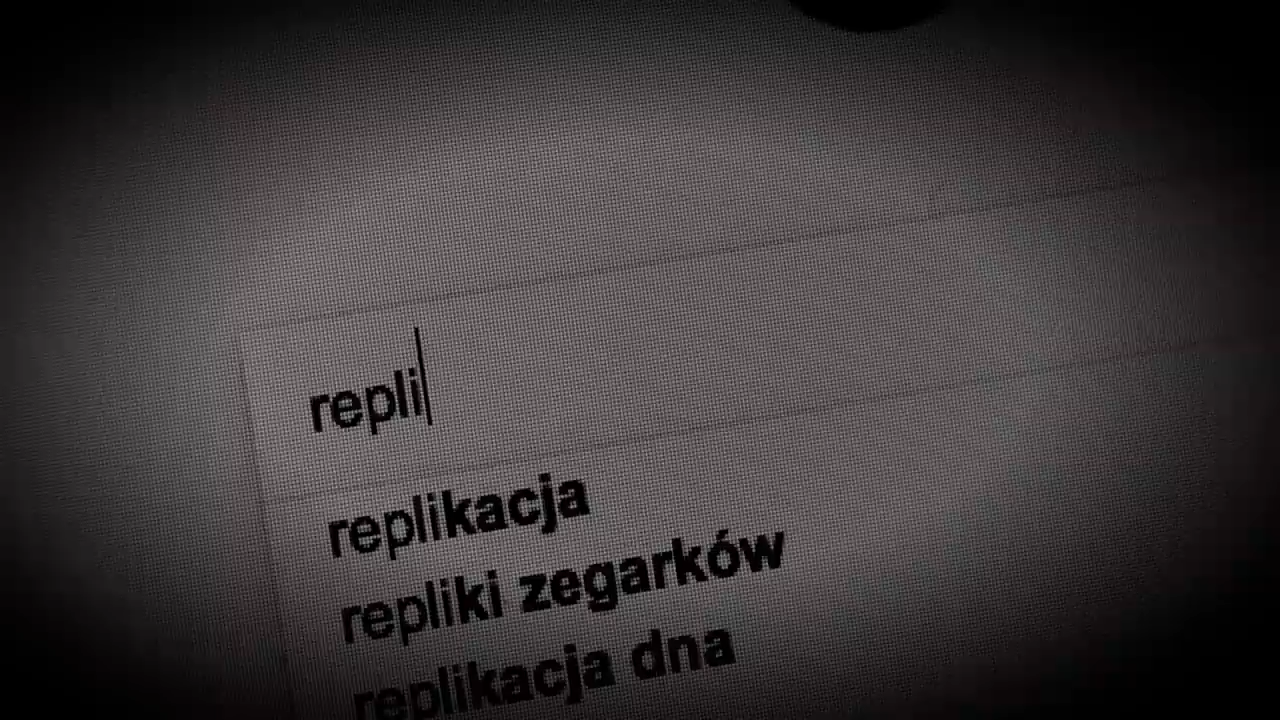 repli
replikacja
repliki zegarków
replikacja dna